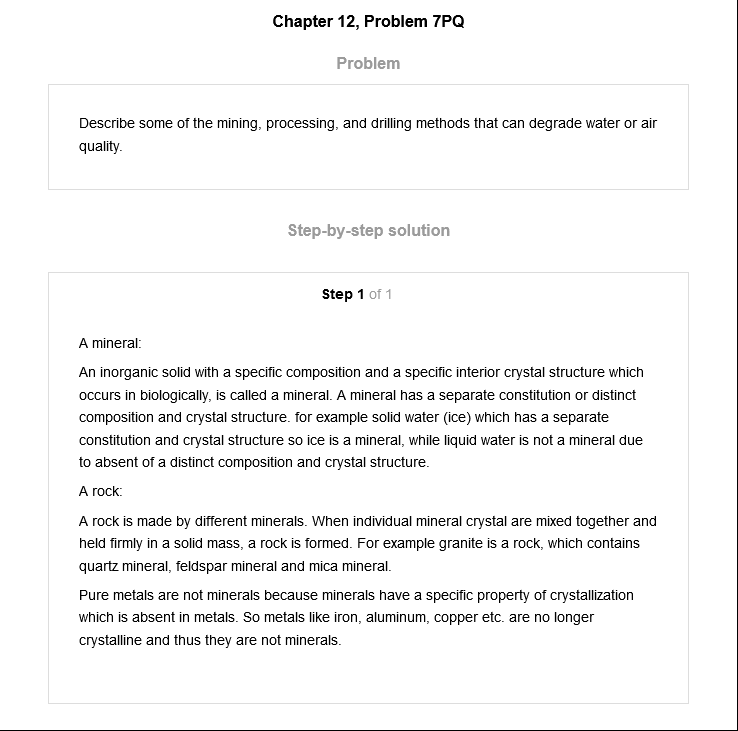 Chapter 12, Problem 7PQ
Problem
Describe some of the mining, processing, and drilling methods that can degrade water or air
quality.
Step-by-step solution
Step 1 of 1
A mineral:
An inorganic solid with a specific composition and a specific interior crystal structure which
occurs in biologically, is called a mineral. A mineral has a separate constitution or distinct
composition and crystal structure. for example solid water (ice) which has a separate
constitution and crystal structure so ice is a mineral, while liquid water is not a mineral due
to absent of a distinct composition and crystal structure.
A rock:
A rock is made by different minerals. When individual mineral crystal are mixed together and
held firmly in a solid mass, a rock is formed. For example granite is a rock, which contains
quartz mineral, feldspar mineral and mica mineral.
Pure metals are not minerals because minerals have a specific property of crystallization
which is absent in metals. So metals like iron, aluminum, copper etc. are no longer
crystalline and thus they are not minerals.